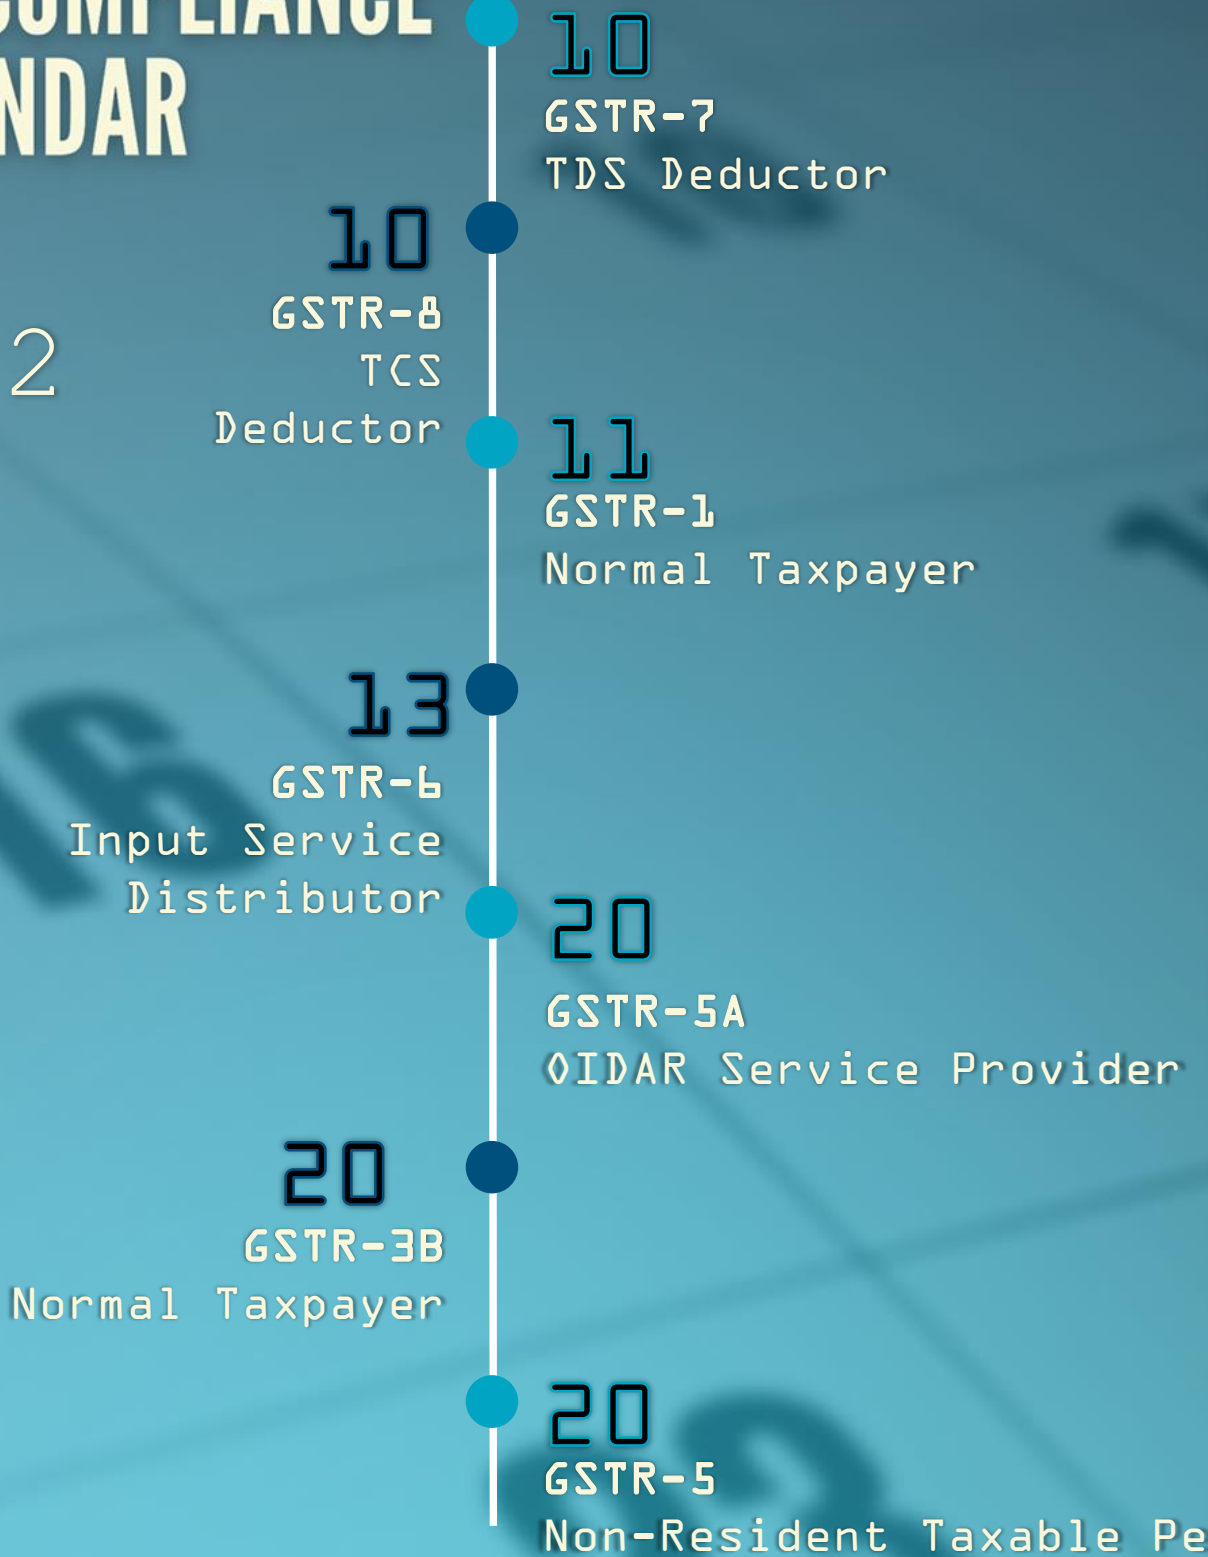 NDAR
10
GSTR-7
TDS Deductor
10
GSTR-8
TCS
Deductor
2
11
GSTR-1
Normal Taxpayer
13
GSTR-6
Input Service
Distributor
20
GSTR-5A
OIDAR Service Provider
20
GSTR-3B
Normal Taxpayer
20
GSTR-5
Non-Resident Taxable Pe